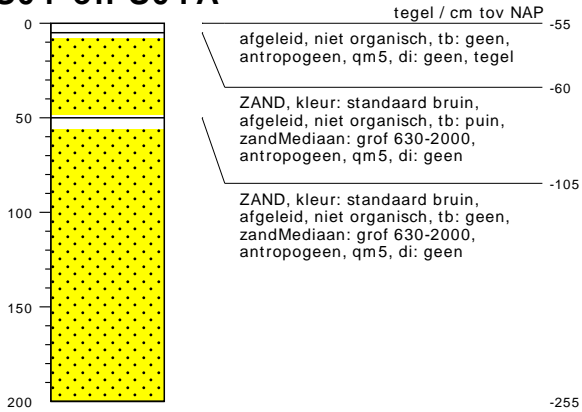 tegel / cm tov NAP
0
-55
afgeleid, niet organisch, tb: geen,
antropogeen, qm5, di: geen, tegel
-60
ZAND, kleur: standaard bruin,
afgeleid, niet organisch, tb: puin,
zandMediaan: grof 630-2000,
antropogeen, qm5, di: geen
50
-105
ZAND, kleur: standaard bruin,
afgeleid, niet organisch, tb: geen,
zandMediaan: grof 630-2000,
antropogeen, qm5, di: geen
100
150
200
-255